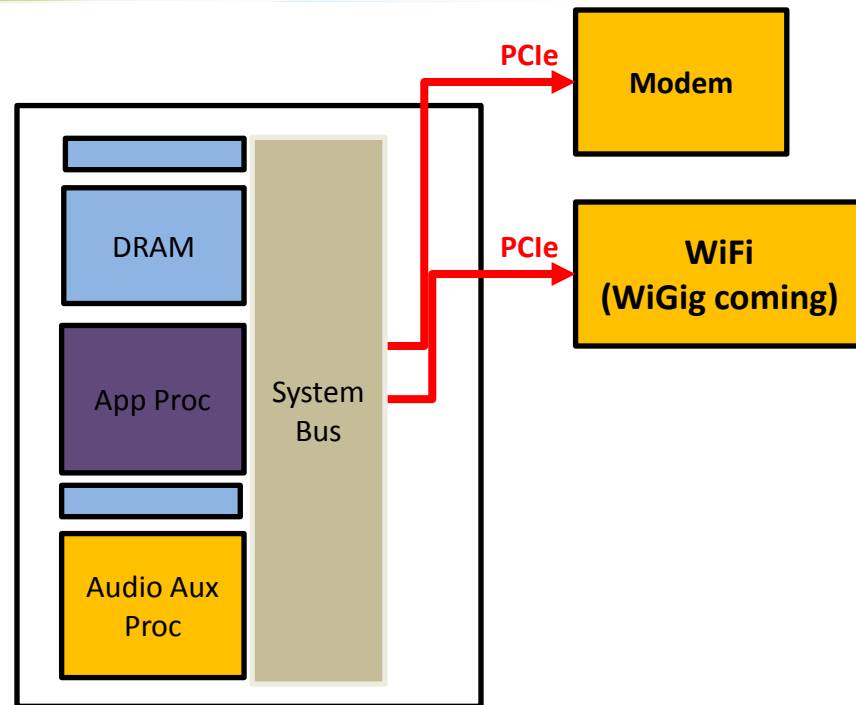 PCIe
Modem
DRAM
PCIe
WiFi
(WiGig coming)
App Proc
System
Bus
Audio Aux
Proc